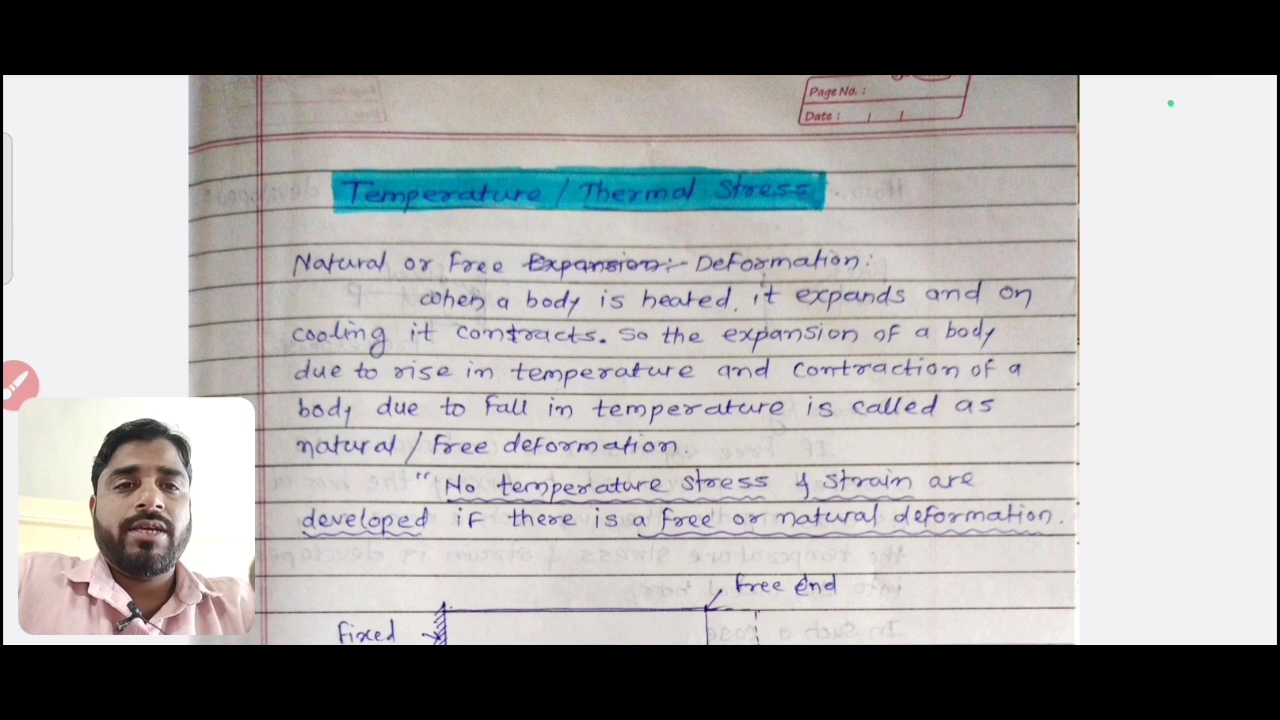 Page No. :
Date :
Temperature / Thermal Stress
Natural or free Expansion:- Deformation:
when a body is heated, it expands and on
cooling it contracts. So the expansion of a body
due to rise in temperature and contraction of a
body due to fall in temperature is called as
natural / free deformation.
"No temperature stress & strain are
developed if there is a free or natural deformation.
free End
fixed